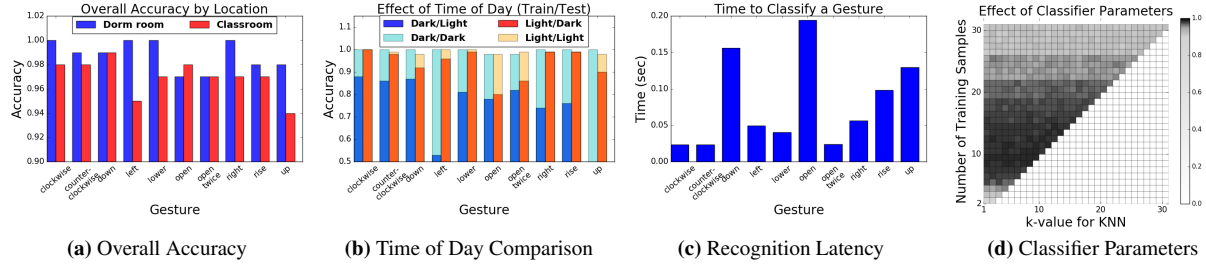 Overall Accuracy by Location
Dorm room
Classroom
Accuracy
1.00
0.98
0.96
0.94
0.92
0.90
clockwise
counter-
clockwise
down
left
lower
open
open
twice
right
rise
up
Gesture
(a) Overall Accuracy
Effect of Time of Day (Train/Test)
Dark/Light
Light/Dark
Dark/Dark
Light/Light
Accuracy
1.2
1.1
1.0
0.9
0.8
0.7
0.6
0.5
clockwise
counter-
clockwise
down
left
lower
open
open
twice
right
rise
up
Gesture
(b) Time of Day Comparison
Time to Classify a Gesture
Time (sec)
0.20
0.15
0.10
0.05
0.00
clockwise
counter-
clockwise
down
left
lower
open
open
twice
right
rise
up
Gesture
(c) Recognition Latency
Effect of Classifier Parameters
Number of Training Samples
30
20
10
2
1
10
20
30
k-value for KNN
1.0
0.8
0.6
0.4
0.2
0.0
(d) Classifier Parameters